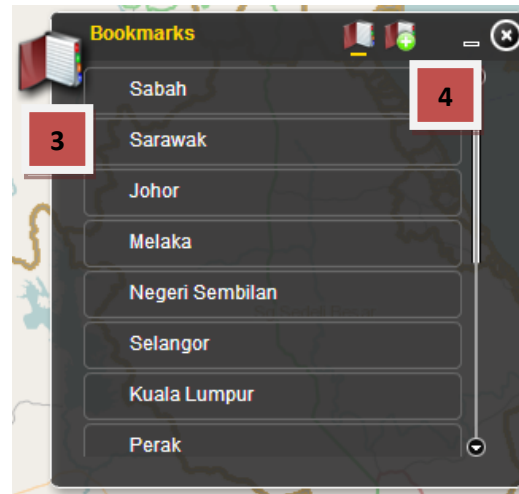 Bookmarks
Sabah
4
3
Sarawak
Johor
Melaka
Negeri Sembilan
Selangor
Kuala Lumpur
Perak